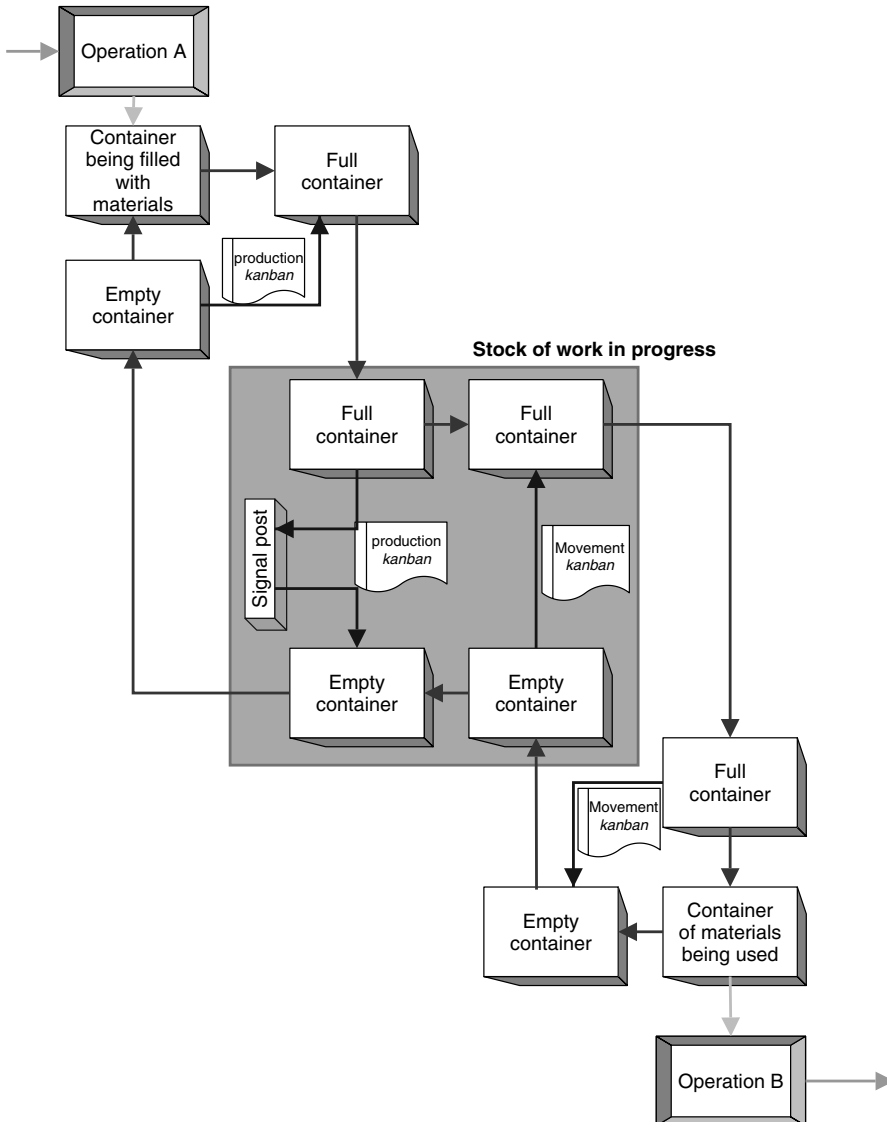 Operation A
Container
being filled
with
materials
Full
container
production
kanban
Empty
container
Stock of work in progress
Full
container
Full
container
Signal post
production
kanban
Movement
kanban
Empty
container
Empty
container
Full
container
Movement
kanban
Empty
container
Container
of materials
being used
Operation B